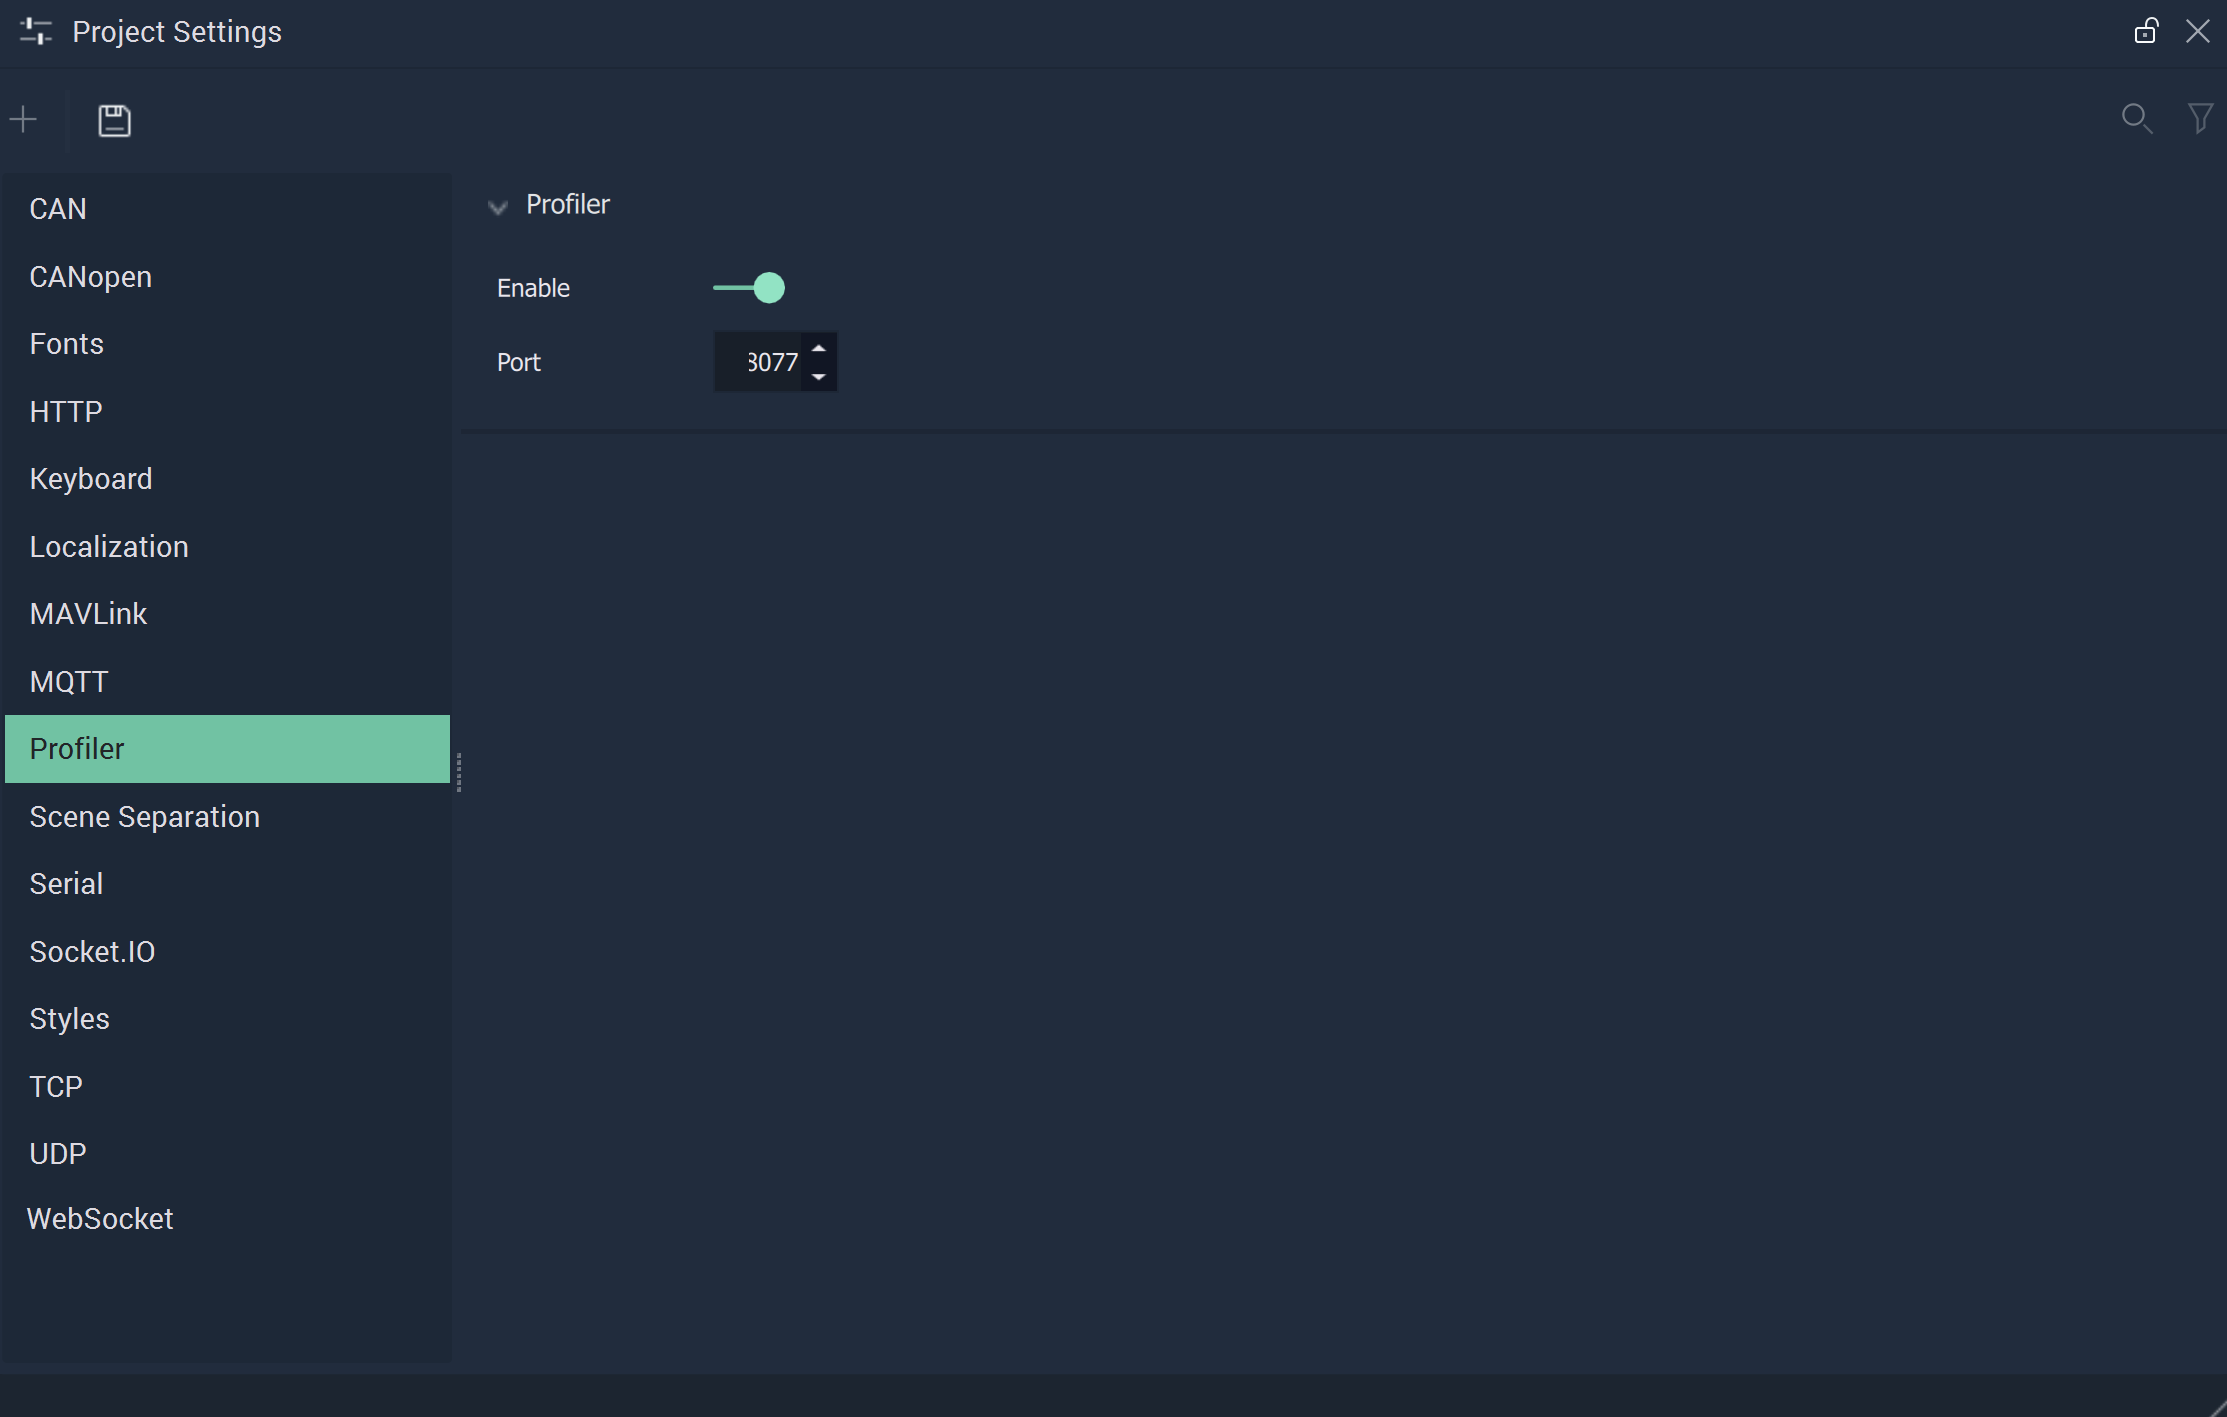 Project Settings
CAN
CANopen
Fonts
HTTP
Keyboard
Localization
MAVLink
MQTT
Profiler
Scene Separation
Serial
Socket.IO
Styles
TCP
UDP
WebSocket
Profiler
Enable
Port